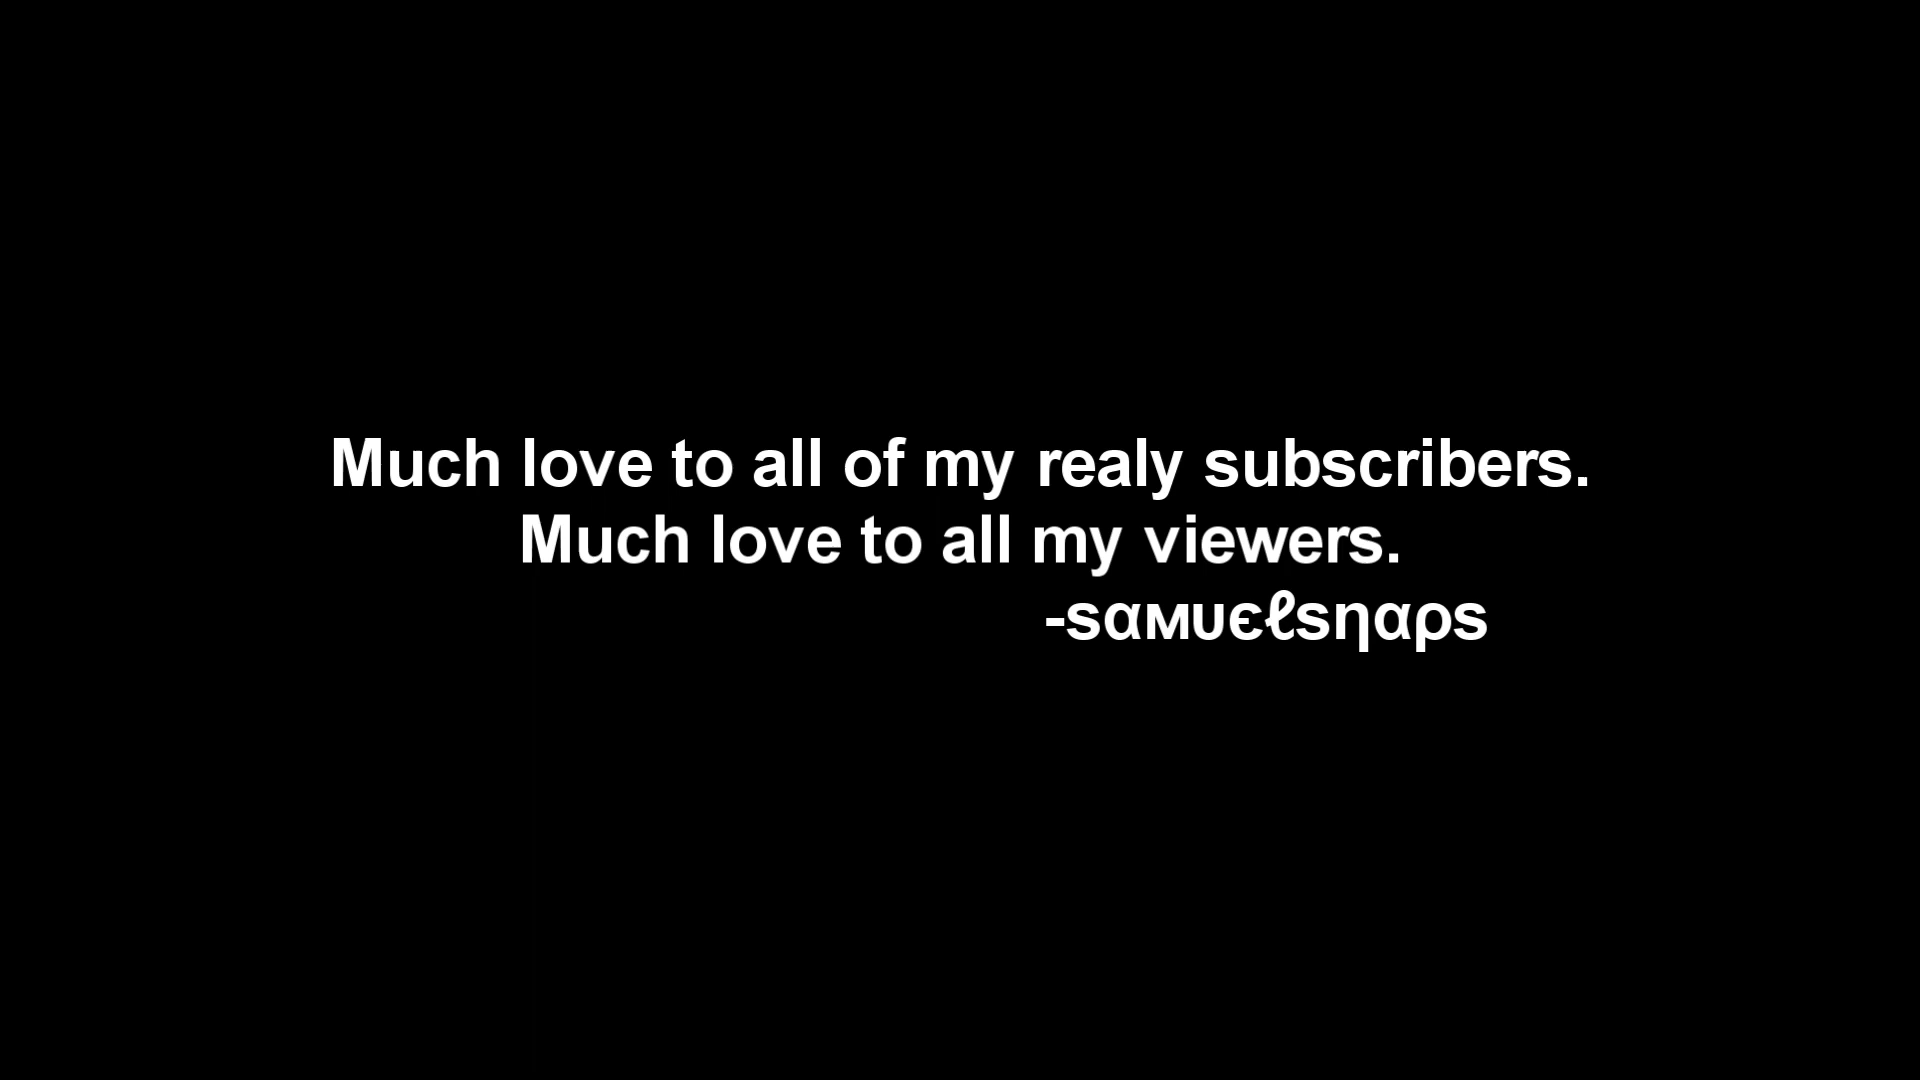 Much love to all of my realy subscribers.
Much love to all my viewers.
-sαмυєℓsηαρs